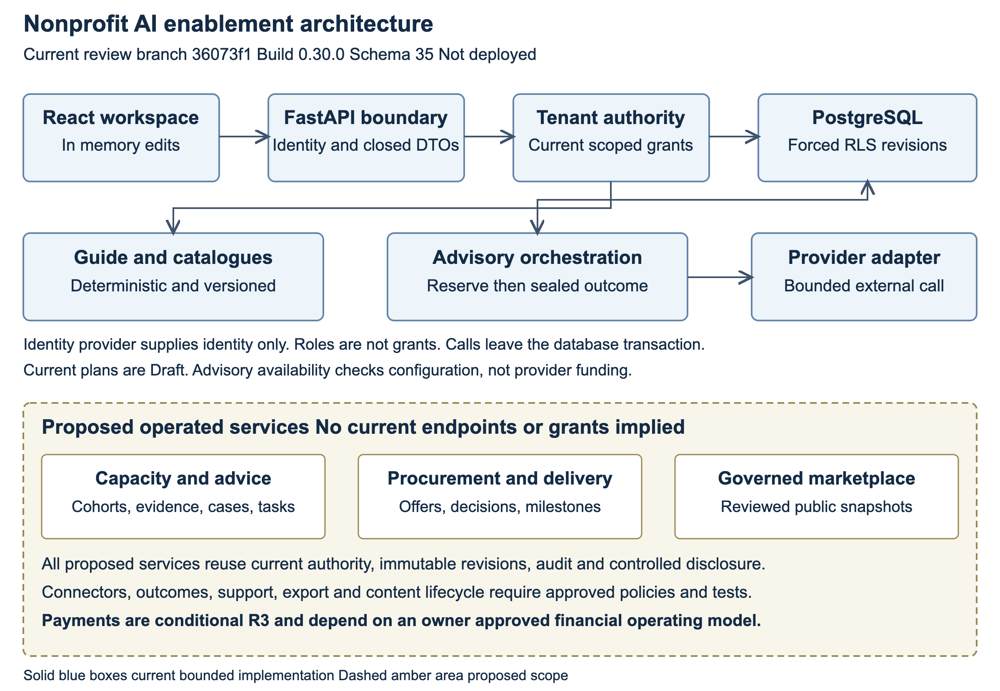 Nonprofit AI enablement architecture
Current review branch 36073f1 Build 0.30.0 Schema 35 Not deployed
React workspace
In memory edits
FastAPI boundary
Identity and closed DTOs
Tenant authority
Current scoped grants
PostgreSQL
Forced RLS revisions
Guide and catalogues
Deterministic and versioned
Advisory orchestration
Reserve then sealed outcome
Provider adapter
Bounded external call
Identity provider supplies identity only. Roles are not grants. Calls leave the database transaction.
Current plans are Draft. Advisory availability checks configuration, not provider funding.
Proposed operated services No current endpoints or grants implied
Capacity and advice
Cohorts, evidence, cases, tasks
Procurement and delivery
Offers, decisions, milestones
Governed marketplace
Reviewed public snapshots
All proposed services reuse current authority, immutable revisions, audit and controlled disclosure.
Connectors, outcomes, support, export and content lifecycle require approved policies and tests.
Payments are conditional R3 and depend on an owner approved financial operating model.
Solid blue boxes current bounded implementation Dashed amber area proposed scope